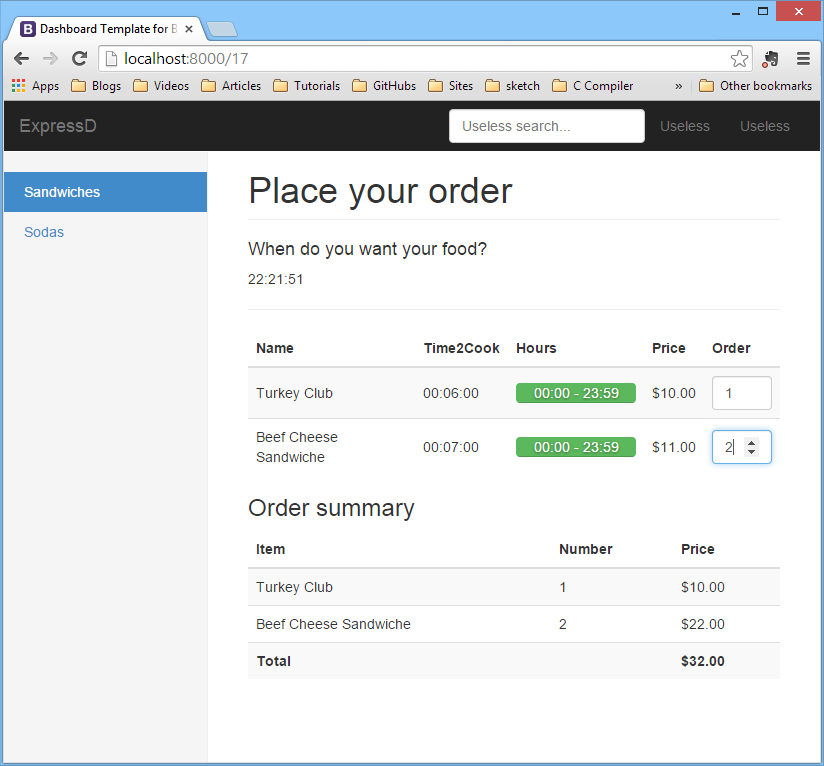 Dashboard Template for B
localhost:8000/17
Apps Blogs Videos Articles Tutorials GitHubs Sites sketch C Compiler » Other bookmarks
ExpressD Useless search... Useless Useless
Sandwiches
Sodas
Place your order
When do you want your food?
22:21:51
Name Time2Cook Hours Price Order
Turkey Club 00:06:00 00:00 - 23:59 $10.00 1
Beef Cheese
Sandwiche 00:07:00 00:00 - 23:59 $11.00 2
Order summary
Item Number Price
Turkey Club 1 $10.00
Beef Cheese Sandwiche 2 $22.00
Total $32.00